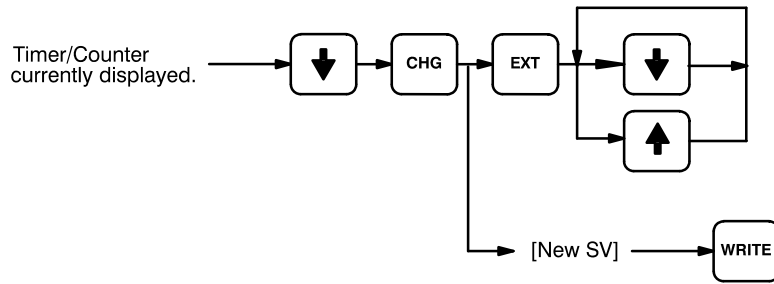 Timer/Counter
currently displayed.
CHG
EXT
[New SV]
WRITE